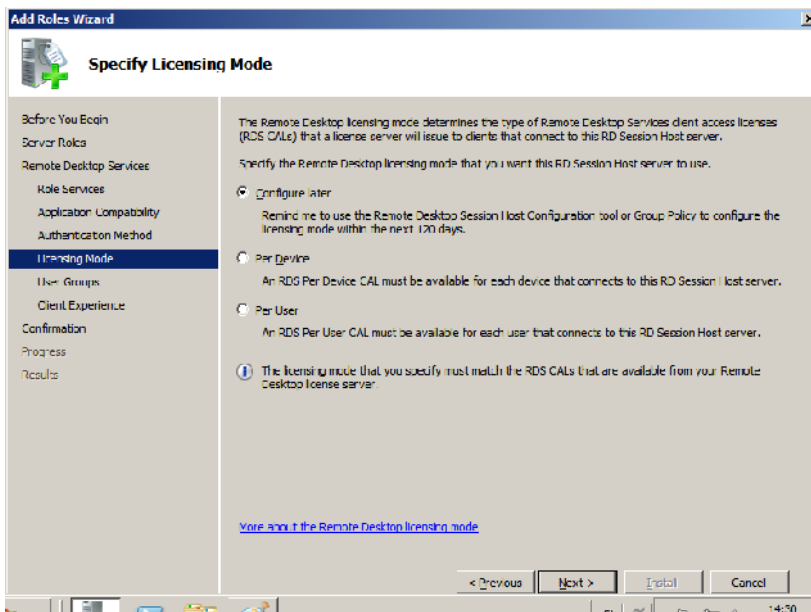 Add Roles Wizard
Specify Licensing Mode
Before You Begin
Server Roles
Remote Desktop Services
Role Services
Application Compatibility
Authentication Method
Licensing Mode
User Groups
Client Experience
Confirmation
Progress
Results
The Remote Desktop licensing mode determines the type of Remote Desktop Services client access licenses
(RDS CALs) that a license server will issue to clients that connect to this RD Session Host server.
Specify the Remote Desktop licensing mode that you want this RD Session Host server to use.
Configure later
Remind me to use the Remote Desktop Session Host Configuration tool or Group Policy to configure the
licensing mode within the next 120 days.
Per Device
An RDS Per Device CAL must be available for each device that connects to this RD Session Host server.
Per User
An RDS Per User CAL must be available for each user that connects to this RD Session Host server.
The licensing mode that you specify must match the RDS CALs that are available from your Remote
Desktop license server.
More about the Remote Desktop licensing mode
< Previous
Next >
Install
Cancel
14:30